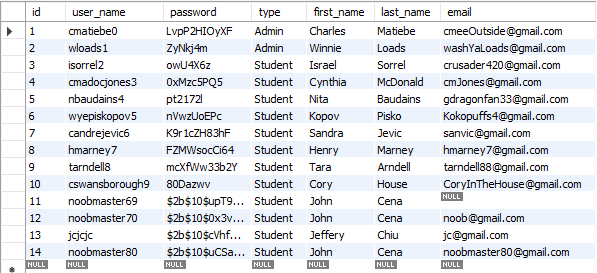 id user_name password type first_name last_name email
1 cmatiebe0 LvpP2HIOyXF Admin Charles Matiebe cmeeOutside@gmail.com
2 wloads1 ZyNkj4m Admin Winnie Loads washYaLoads@gmail.com
3 isorrel2 owU4X6z Student Israel Sorrel crusader420@gmail.com
4 cmadocjones3 0xMzc5PQ5 Student Cynthia McDonald cmJones@gmail.com
5 nbaudains4 pt2172l Student Nita Baudains gdragonfan33@gmail.com
6 wyepiskopov5 nVwzUoEPc Student Kopov Pisko Kokopuffs4@gmail.com
7 candrejevic6 K9r1cZH83hF Student Sandra Jevic sanvic@gmail.com
8 hmarney7 FZMWsocCi64 Student Henry Marney hmarney7@gmail.com
9 tarndell8 mcXfWw33b2Y Student Tara Arndell tarndell88@gmail.com
10 cswansborough9 80Dazwv Student Cory House CoryInTheHouse@gmail.com
11 noobmaster69 $2b$10$upT9... Student John Cena NULL
12 noobmaster70 $2b$10$0x3v... Student John Cena noob@gmail.com
13 jcjcjc $2b$10$cVhf... Student Jeffery Chiu jc@gmail.com
14 noobmaster80 $2b$10$uCSa... Student John Cena noobmaster80@gmail.com
NULL NULL NULL NULL NULL NULL NULL